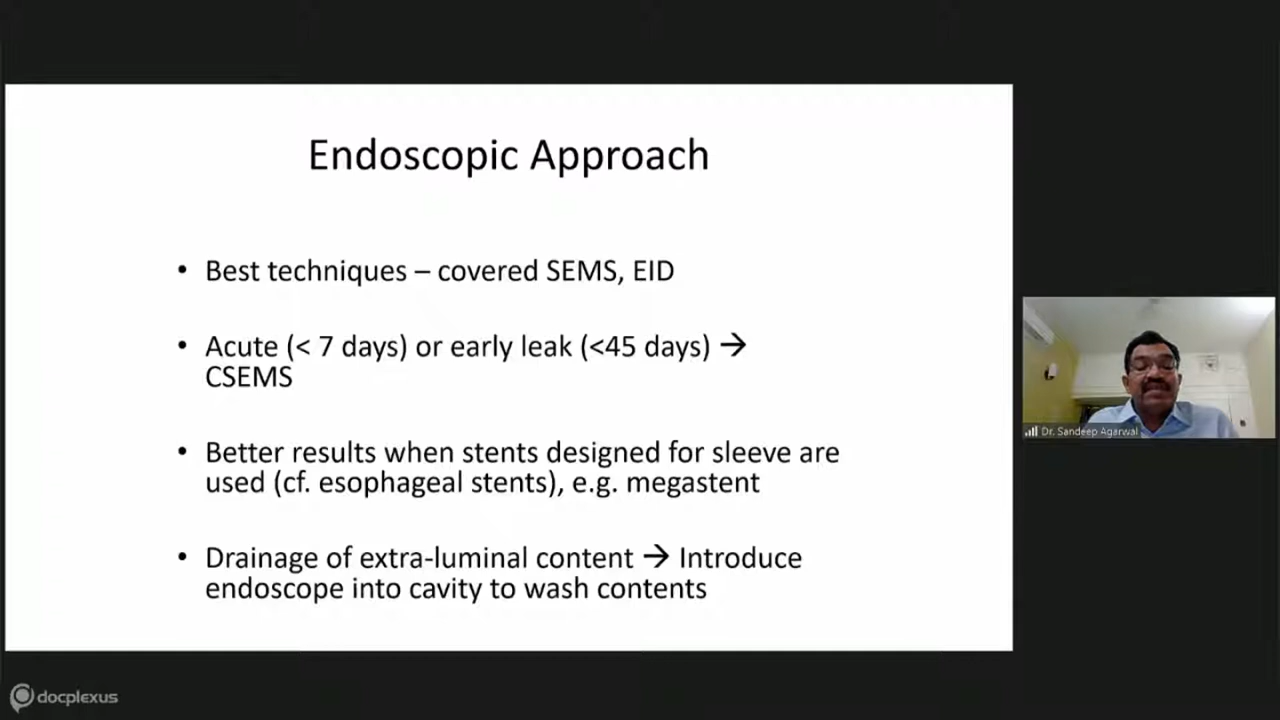 Endoscopic Approach
• Best techniques – covered SEMS, EID
• Acute (< 7 days) or early leak (<45 days) →
CSEMS
• Better results when stents designed for sleeve are
used (cf. esophageal stents), e.g. megastent
• Drainage of extra-luminal content → Introduce
endoscope into cavity to wash contents
Dr. Sandeep Agarwal
docplexus